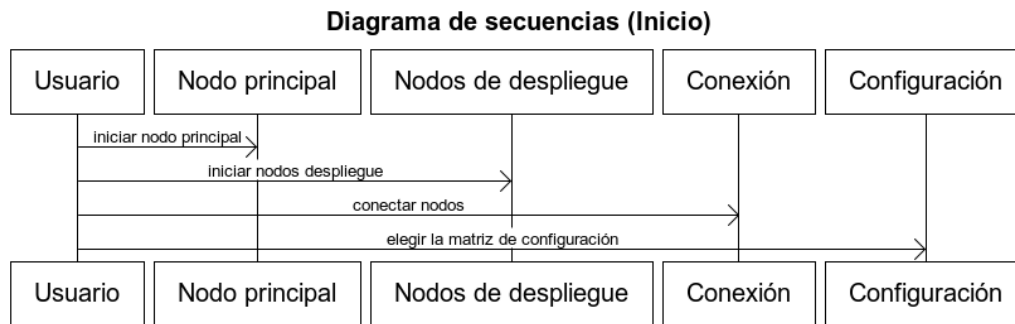 Diagrama de secuencias (Inicio)
Usuario
Nodo principal
Nodos de despliegue
Conexión
Configuración
iniciar nodo principal
iniciar nodos despliegue
conectar nodos
elegir la matriz de configuración
Usuario
Nodo principal
Nodos de despliegue
Conexión
Configuración